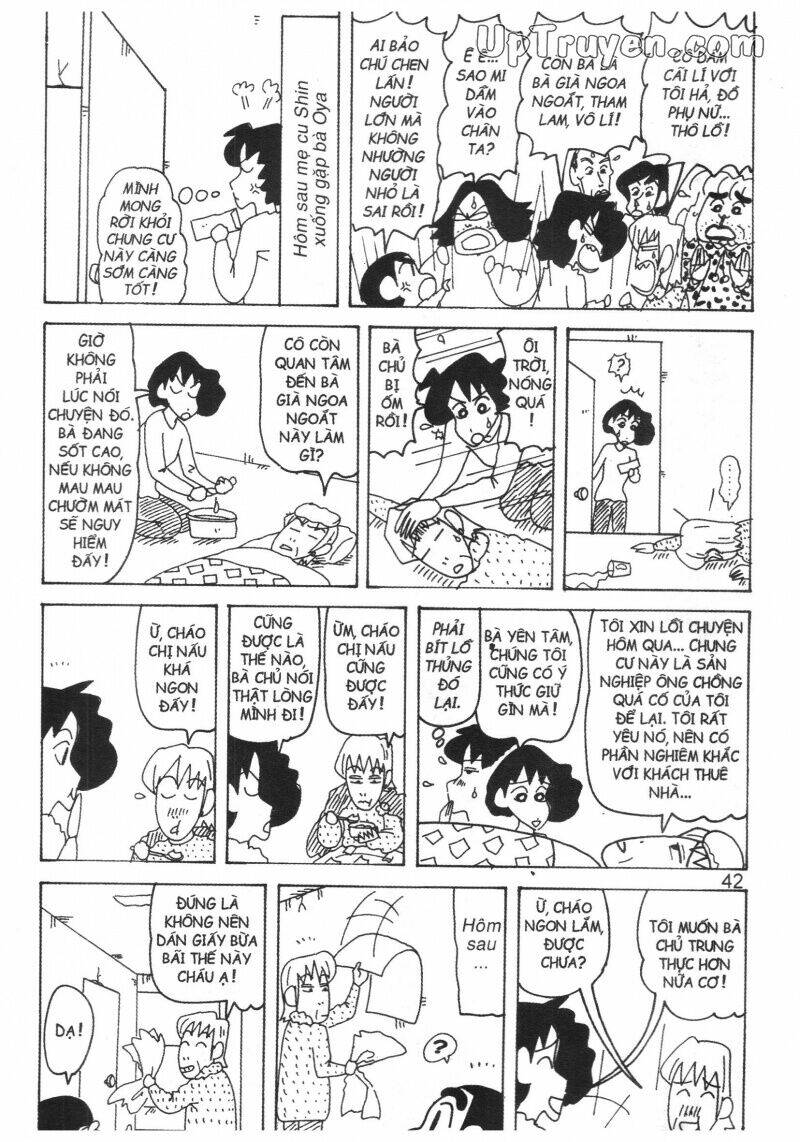 UpTruyen.com
CÔ DÁM
CÃI LÍ VỚI
TÔI HẢ, ĐỒ
PHỤ NỮ...
THÔ LỖ!
CÒN BÀ LÀ
BÀ GIÀ NGOA
NGOẮT, THAM
LAM, VÔ LÍ!
Ê Ê...
SAO MI
DẪM
VÀO
CHÂN
TA?
AI BẢO
CHÚ CHEN
LẤN!
NGƯỜI
LỚN MÀ
KHÔNG
NHƯỜNG
NGƯỜI
NHỎ LÀ
SAI RỒI!
Hôm sau mẹ cu Shin
xuống gặp bà Oya
MÌNH
MONG
RỜI KHỎI
CHUNG CƯ
NÀY CÀNG
SỚM CÀNG
TỐT!
?
......
ÔI
TRỜI,
NÓNG
QUÁ
!
BÀ
CHỦ
BỊ
ỐM
RỒI!
CÔ CÒN
QUAN TÂM
ĐẾN BÀ
GIÀ NGOA
NGOẮT
NÀY LÀM
GÌ?
GIỜ
KHÔNG
PHẢI
LÚC NÓI
CHUYỆN ĐÓ.
BÀ ĐANG
SỐT CAO,
NẾU KHÔNG
MAU MAU
CHƯỜM MÁT
SẼ NGUY
HIỂM
ĐẤY!
TÔI XIN LỖI CHUYỆN
HÔM QUA... CHUNG
CƯ NÀY LÀ SẢN
NGHIỆP ÔNG CHỒNG
QUÁ CỐ CỦA TÔI
ĐỂ LẠI. TÔI RẤT
YÊU NÓ, NÊN CÓ
PHẦN NGHIÊM KHẮC
VỚI KHÁCH THUÊ
NHÀ...
BÀ YÊN TÂM,
CHÚNG TÔI
CŨNG CÓ Ý
THỨC GIỮ
GÌN MÀ!
PHẢI
BÍT LỖ
THỦNG
ĐÓ
LẠI.
ỪM, CHÁO
CHỊ NẤU
CŨNG
ĐƯỢC
ĐẤY!
CŨNG
ĐƯỢC LÀ
THẾ NÀO,
BÀ CHỦ NÓI
THẬT LÒNG
MÌNH ĐI!
Ừ, CHÁO
CHỊ NẤU
KHÁ
NGON
ĐẤY!
42
TÔI MUỐN BÀ
CHỦ TRUNG
THỰC HƠN
NỮA CƠ!
Ừ, CHÁO
NGON LẮM,
ĐƯỢC
CHƯA?
Hôm
sau
...
?
ĐÚNG LÀ
KHÔNG NÊN
DÁN GIẤY BỪA
BÃI THẾ NÀY
CHÁU Ạ!
DẠ!